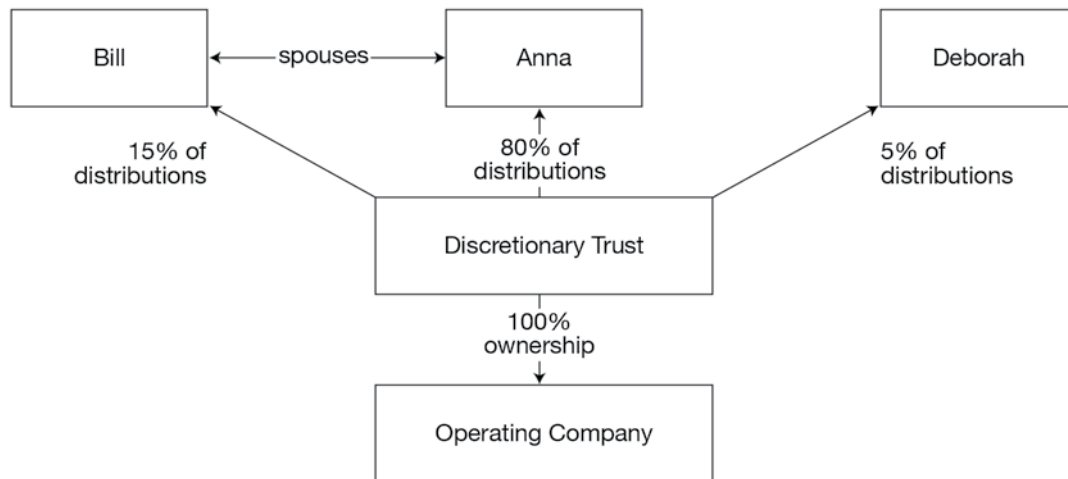 Bill
spouses
Anna
Deborah
15% of
distributions
80% of
distributions
5% of
distributions
Discretionary Trust
100%
ownership
Operating Company